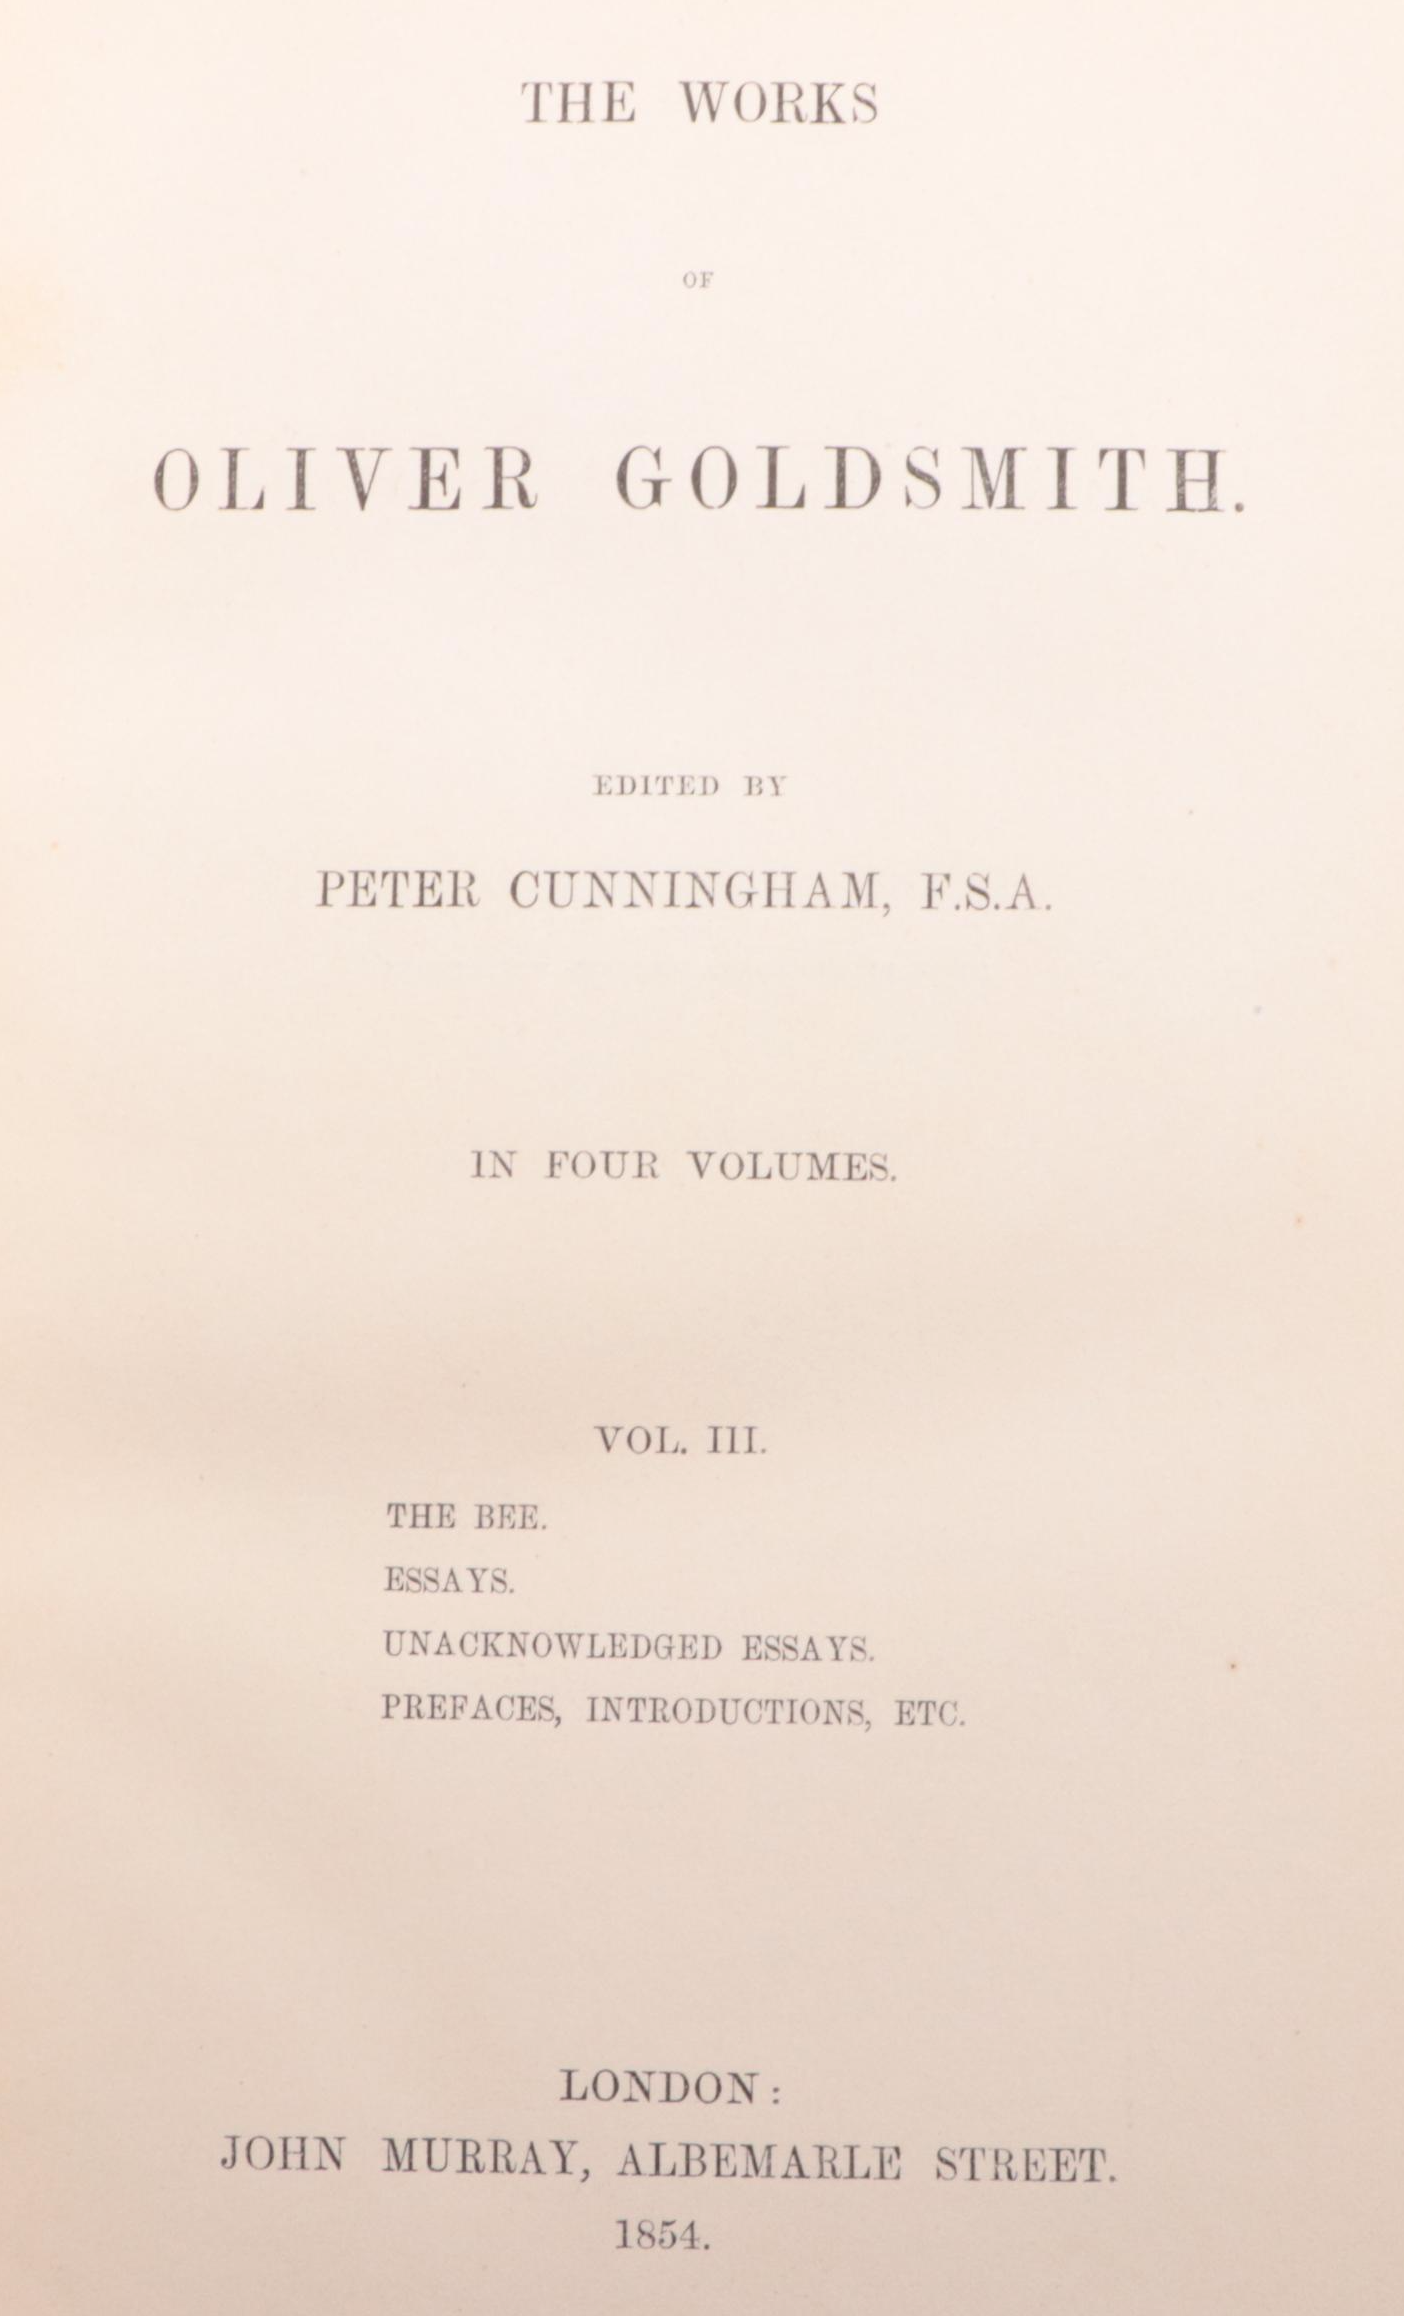 THE WORKS
OF
OLIVER GOLDSMITH.
EDITED BY
PETER CUNNINGHAM, F.S.A.
IN FOUR VOLUMES.
VOL. III.
THE BEE.
ESSAYS.
UNACKNOWLEDGED ESSAYS.
PREFACES, INTRODUCTIONS, ETC.
LONDON:
JOHN MURRAY, ALBEMARLE STREET.
1854.